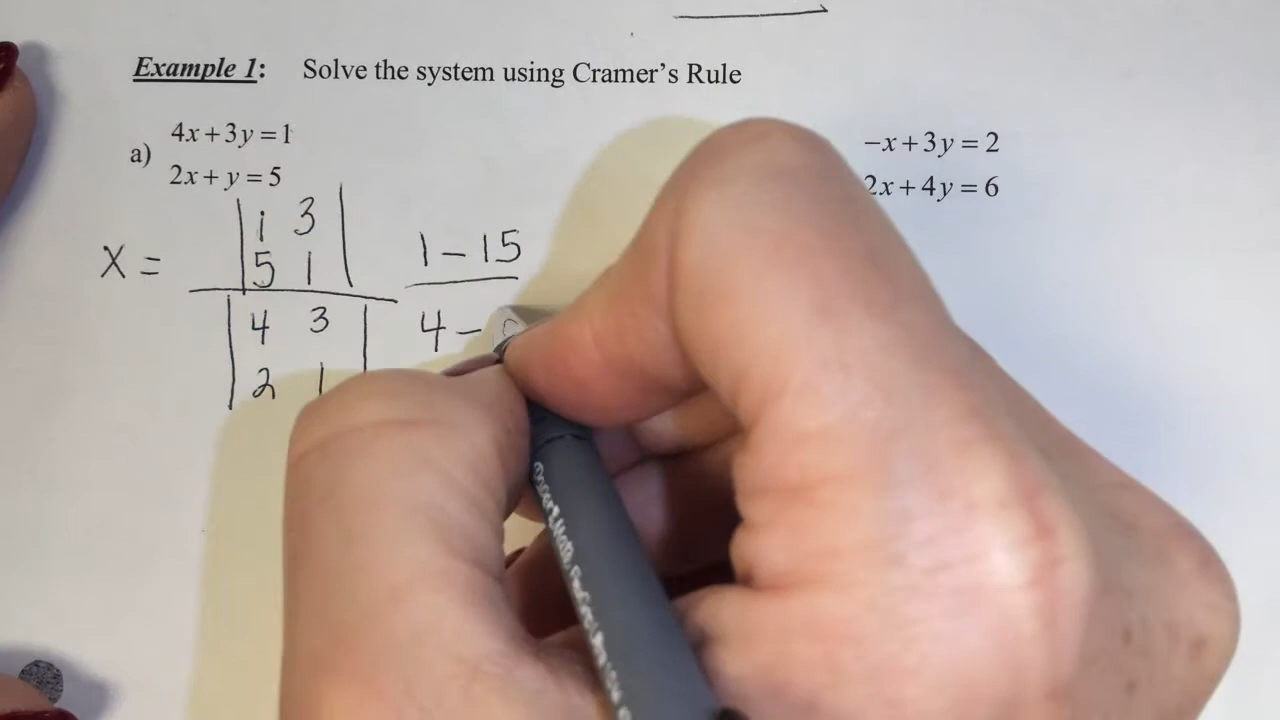 Example 1: Solve the system using Cramer's Rule
a) 4x + 3y = 1
2x + y = 5
-x + 3y = 2
2x + 4y = 6
X =
| 1 3 |
| 5 1 |
| 4 3 |
| 2 1
1 - 15
4 -